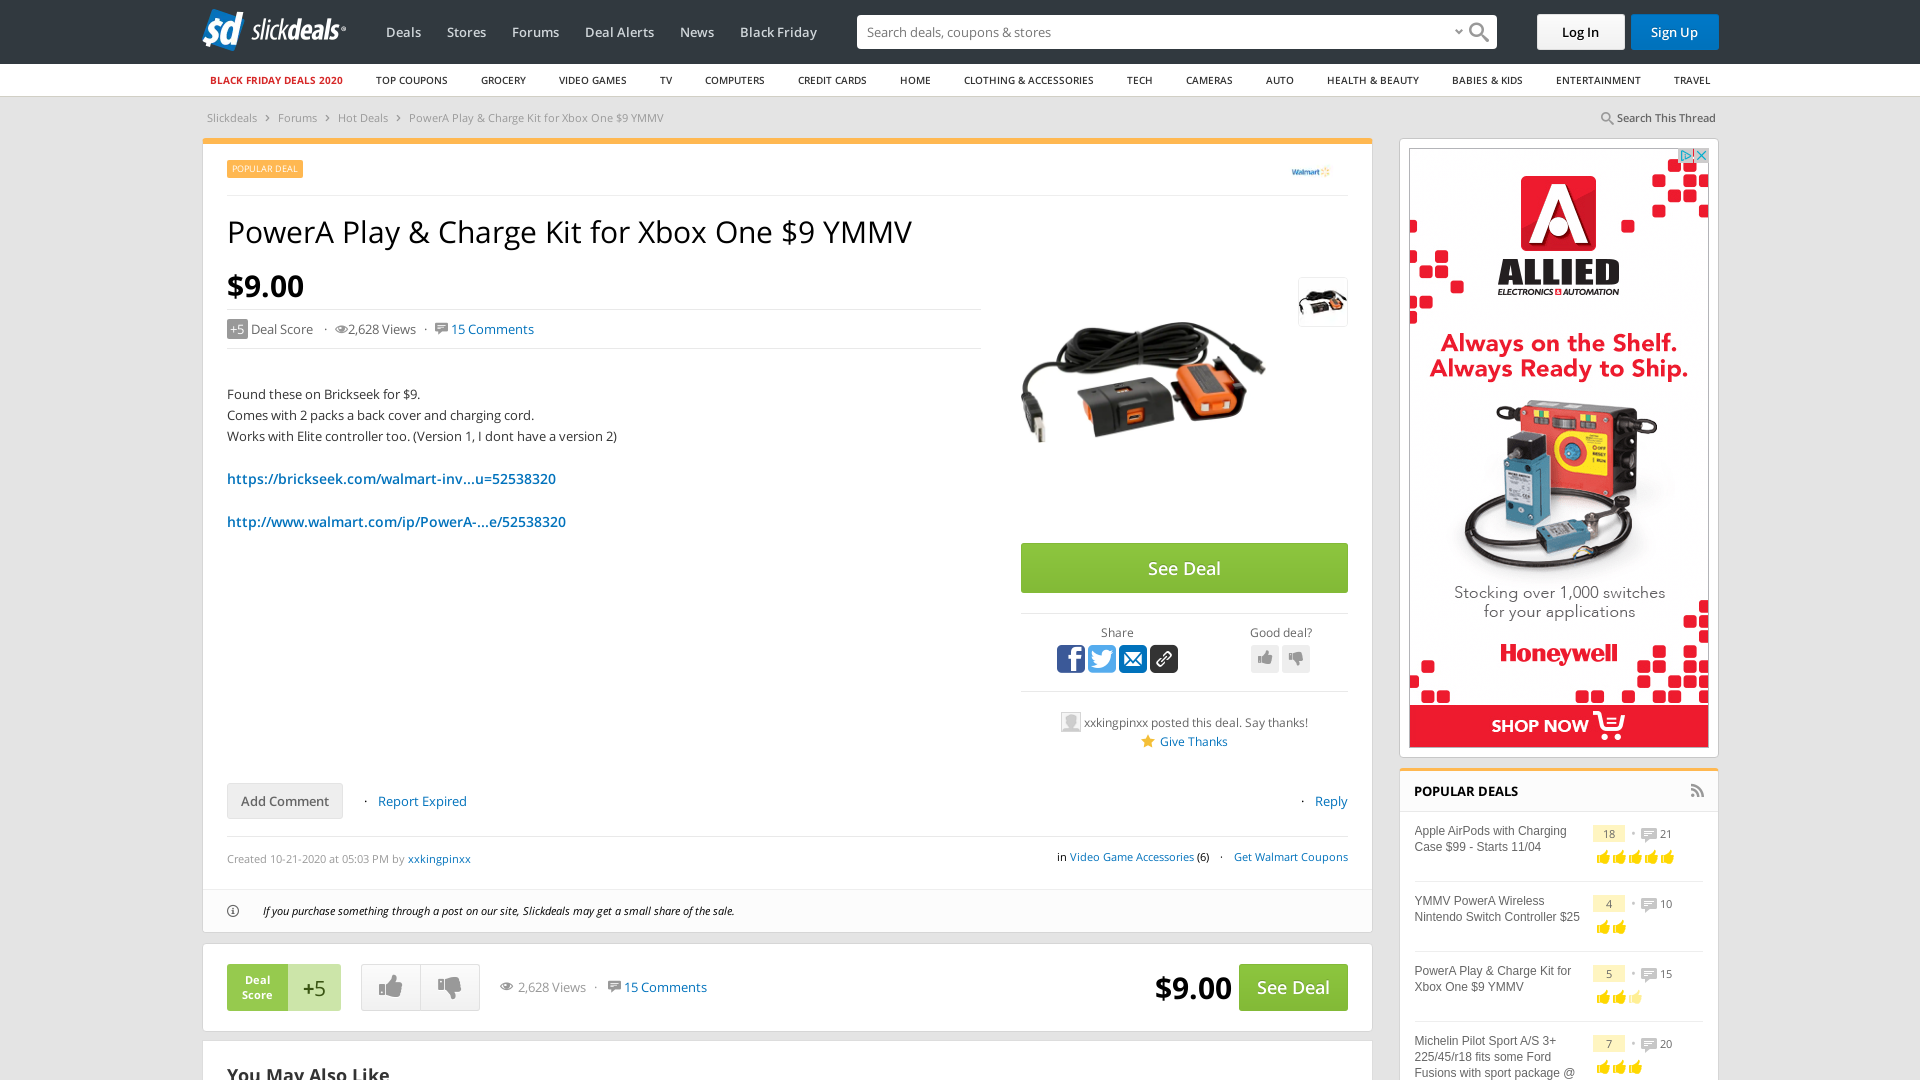 slickdeals
Deals
Stores
Forums
Deal Alerts
News
Black Friday
Search deals, coupons & stores
Log In
Sign Up
BLACK FRIDAY DEALS 2020
TOP COUPONS
GROCERY
VIDEO GAMES
TV
COMPUTERS
CREDIT CARDS
HOME
CLOTHING & ACCESSORIES
TECH
CAMERAS
AUTO
HEALTH & BEAUTY
BABIES & KIDS
ENTERTAINMENT
TRAVEL
Slickdeals > Forums > Hot Deals > PowerA Play & Charge Kit for Xbox One $9 YMMV
Search This Thread
POPULAR DEAL
Walmart
PowerA Play & Charge Kit for Xbox One $9 YMMV
$9.00
+5 Deal Score · 2,628 Views · 15 Comments
Found these on Brickseek for $9.
Comes with 2 packs a back cover and charging cord.
Works with Elite controller too. (Version 1, I dont have a version 2)
https://brickseek.com/walmart-inv...u=52538320
http://www.walmart.com/ip/PowerA-...e/52538320
See Deal
Share
Good deal?
xxkingpinxx posted this deal. Say thanks!
Give Thanks
Add Comment
· Report Expired
· Reply
Created 10-21-2020 at 05:03 PM by xxkingpinxx
in Video Game Accessories (6) · Get Walmart Coupons
If you purchase something through a post on our site, Slickdeals may get a small share of the sale.
Deal
Score
+5
2,628 Views · 15 Comments
$9.00
See Deal
You May Also Like
A
ALLIED
ELECTRONICS & AUTOMATION
Always on the Shelf.
Always Ready to Ship.
Stocking over 1,000 switches
for your applications
Honeywell
SHOP NOW
POPULAR DEALS
Apple AirPods with Charging
Case $99 - Starts 11/04
18 • 21
YMMV PowerA Wireless
Nintendo Switch Controller $25
4 • 10
PowerA Play & Charge Kit for
Xbox One $9 YMMV
5 • 15
Michelin Pilot Sport A/S 3+
225/45/r18 fits some Ford
Fusions with sport package @
7 • 20